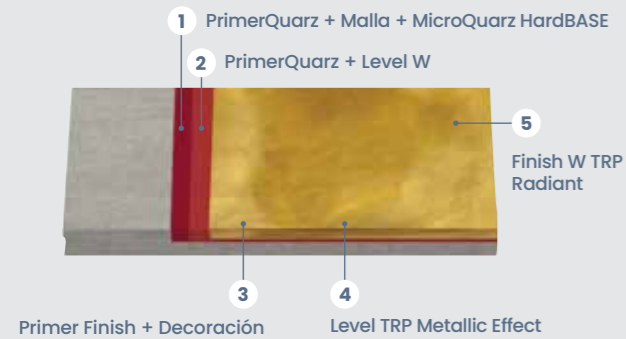 1 PrimerQuarz + Malla + MicroQuarz HardBASE
2 PrimerQuarz + Level W
5
Finish W TRP
Radiant
3
4
Primer Finish + Decoración
Level TRP Metallic Effect